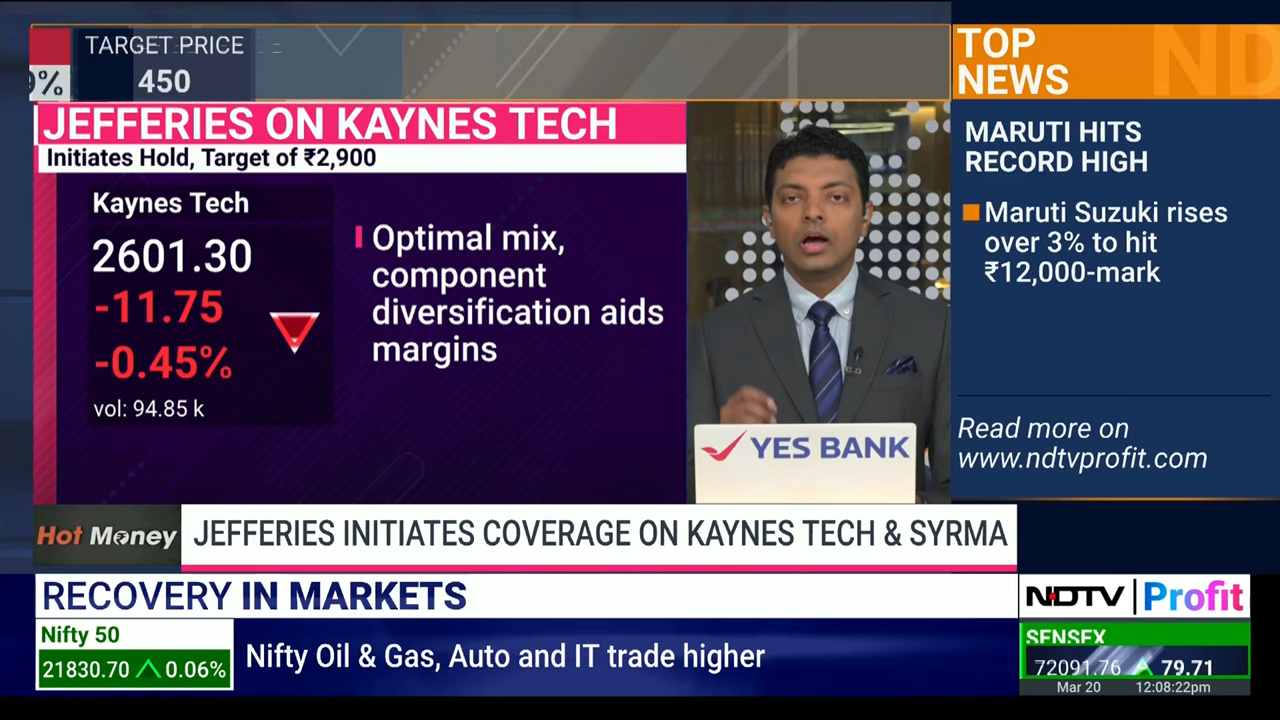 TARGET PRICE
9%
450
TOP
NEWS
JEFFERIES ON KAYNES TECH
Initiates Hold, Target of ₹2,900
Kaynes Tech
2601.30
-11.75
-0.45%
vol: 94.85 k
Optimal mix,
component
diversification aids
margins
MARUTI HITS
RECORD HIGH
Maruti Suzuki rises
over 3% to hit
₹12,000-mark
Read more on
www.ndtvprofit.com
YES BANK
Hot Money
JEFFERIES INITIATES COVERAGE ON KAYNES TECH & SYRMA
RECOVERY IN MARKETS
NDTV Profit
Nifty 50
21830.70 0.06%
Nifty Oil & Gas, Auto and IT trade higher
SENSEX
72091.76 79.71
Mar 20 12:08:22pm